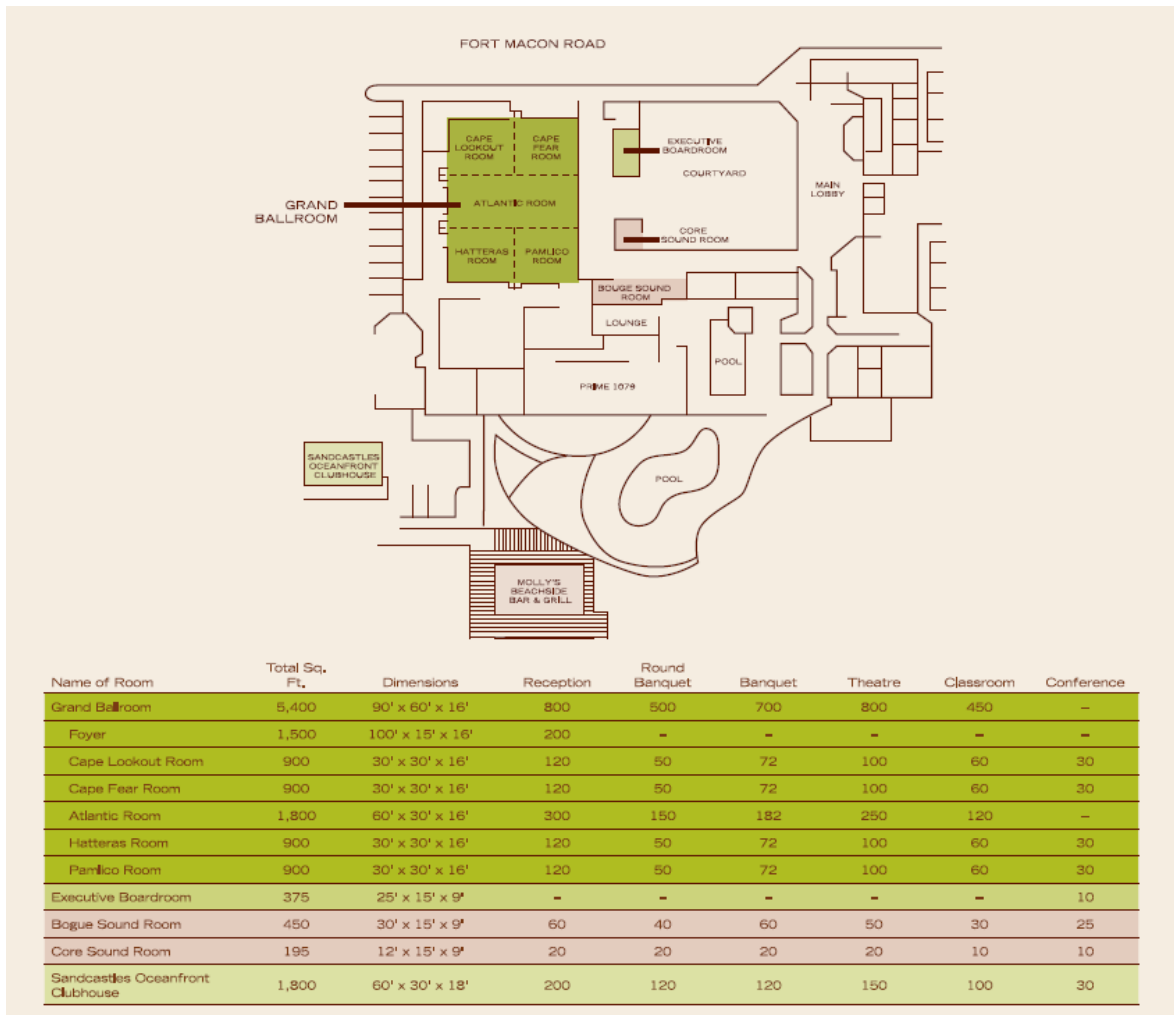 FORT MACON ROAD
CAPE
LOOKOUT
ROOM
CAPE
FEAR
ROOM
EXECUTIVE
BOARDROOM
COURTYARD
MAIN
LOBBY
GRAND
BALLROOM
ATLANTIC ROOM
CORE
SOUND ROOM
HATTERAS
ROOM
PAMLICO
ROOM
BOUGE SOUND
ROOM
LOUNGE
POOL
PRIME 1679
SANDCASTLES
OCEANFRONT
CLUBHOUSE
POOL
MOLLY'S
BEACHSIDE
BAR & GRILL
Name of Room Total Sq. Ft. Dimensions Reception Round Banquet Banquet Theatre Classroom Conference
Grand Ballroom 5,400 90' x 60' x 16' 800 500 700 800 450 –
Foyer 1,500 100' x 15' x 16' 200 – – – – –
Cape Lookout Room 900 30' x 30' x 16' 120 50 72 100 60 30
Cape Fear Room 900 30' x 30' x 16' 120 50 72 100 60 30
Atlantic Room 1,800 60' x 30' x 16' 300 150 182 250 120 –
Hatteras Room 900 30' x 30' x 16' 120 50 72 100 60 30
Pamlico Room 900 30' x 30' x 16' 120 50 72 100 60 30
Executive Boardroom 375 25' x 15' x 9' – – – – – 10
Bogue Sound Room 450 30' x 15' x 9' 60 40 60 50 30 25
Core Sound Room 195 12' x 15' x 9' 20 20 20 20 10 10
Sandcastles Oceanfront
Clubhouse 1,800 60' x 30' x 18' 200 120 120 150 100 30